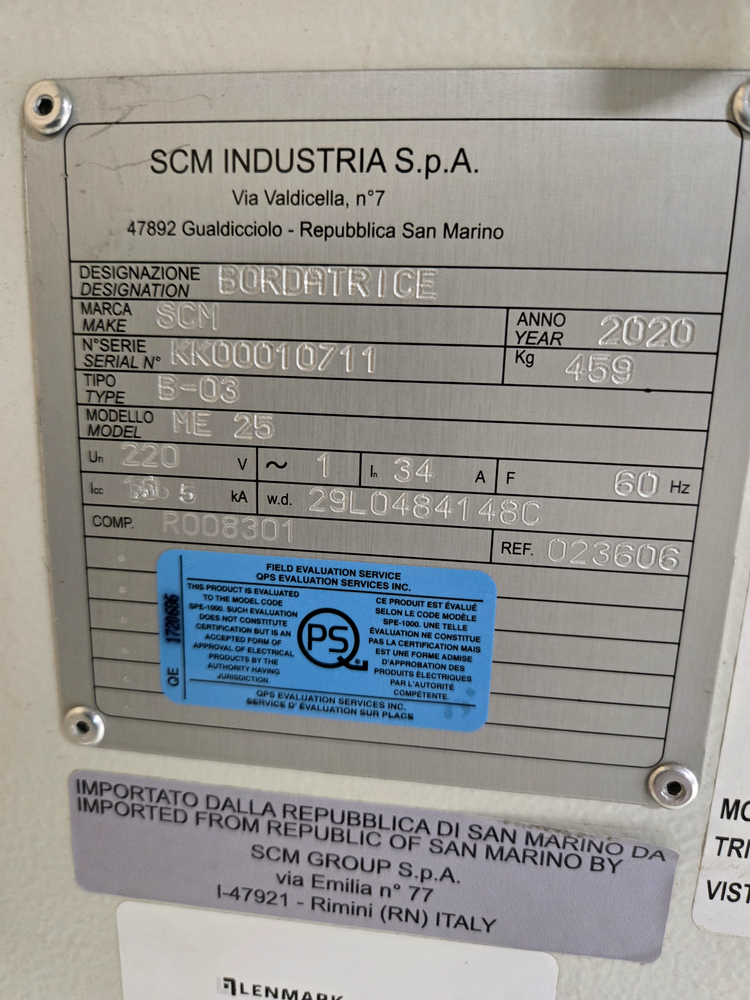 SCM INDUSTRIA S.p.A.
Via Valdicella, n°7
47892 Gualdicciolo - Repubblica San Marino
DESIGNAZIONE
DESIGNATION BORDATRICE
MARCA
MAKE SCM
ANNO
YEAR 2020
N°SERIE
SERIAL N° KK00010711
Kg 459
TIPO
TYPE B-03
MODELLO
MODEL ME 25
Un 220 V ~ 1 In 34 A F 60 Hz
Icc 5 kA w.d. 29L0484148C
COMP. R008301 REF. 023606
FIELD EVALUATION SERVICE
QPS EVALUATION SERVICES INC.
QE 1720686
THIS PRODUCT IS EVALUATED
TO THE MODEL CODE
SPE-1000. SUCH EVALUATION
DOES NOT CONSTITUTE
CERTIFICATION BUT IS AN
ACCEPTED FORM OF
APPROVAL OF ELECTRICAL
PRODUCTS BY THE
AUTHORITY HAVING
JURISDICTION.
QPS
CE PRODUIT EST ÉVALUÉ
SELON LE CODE MODÈLE
SPE-1000. UNE TELLE
ÉVALUATION NE CONSTITUE
PAS LA CERTIFICATION MAIS
EST UNE FORME ADMISE
D'APPROBATION DES
PRODUITS ÉLECTRIQUES
PAR L'AUTORITÉ
COMPÉTENTE.
QPS EVALUATION SERVICES INC.
SERVICE D' ÉVALUATION SUR PLACE
IMPORTATO DALLA REPUBBLICA DI SAN MARINO DA
IMPORTED FROM REPUBLIC OF SAN MARINO BY
SCM GROUP S.p.A.
via Emilia n° 77
I-47921 - Rimini (RN) ITALY
MO
TRI
VIST
LENMARK